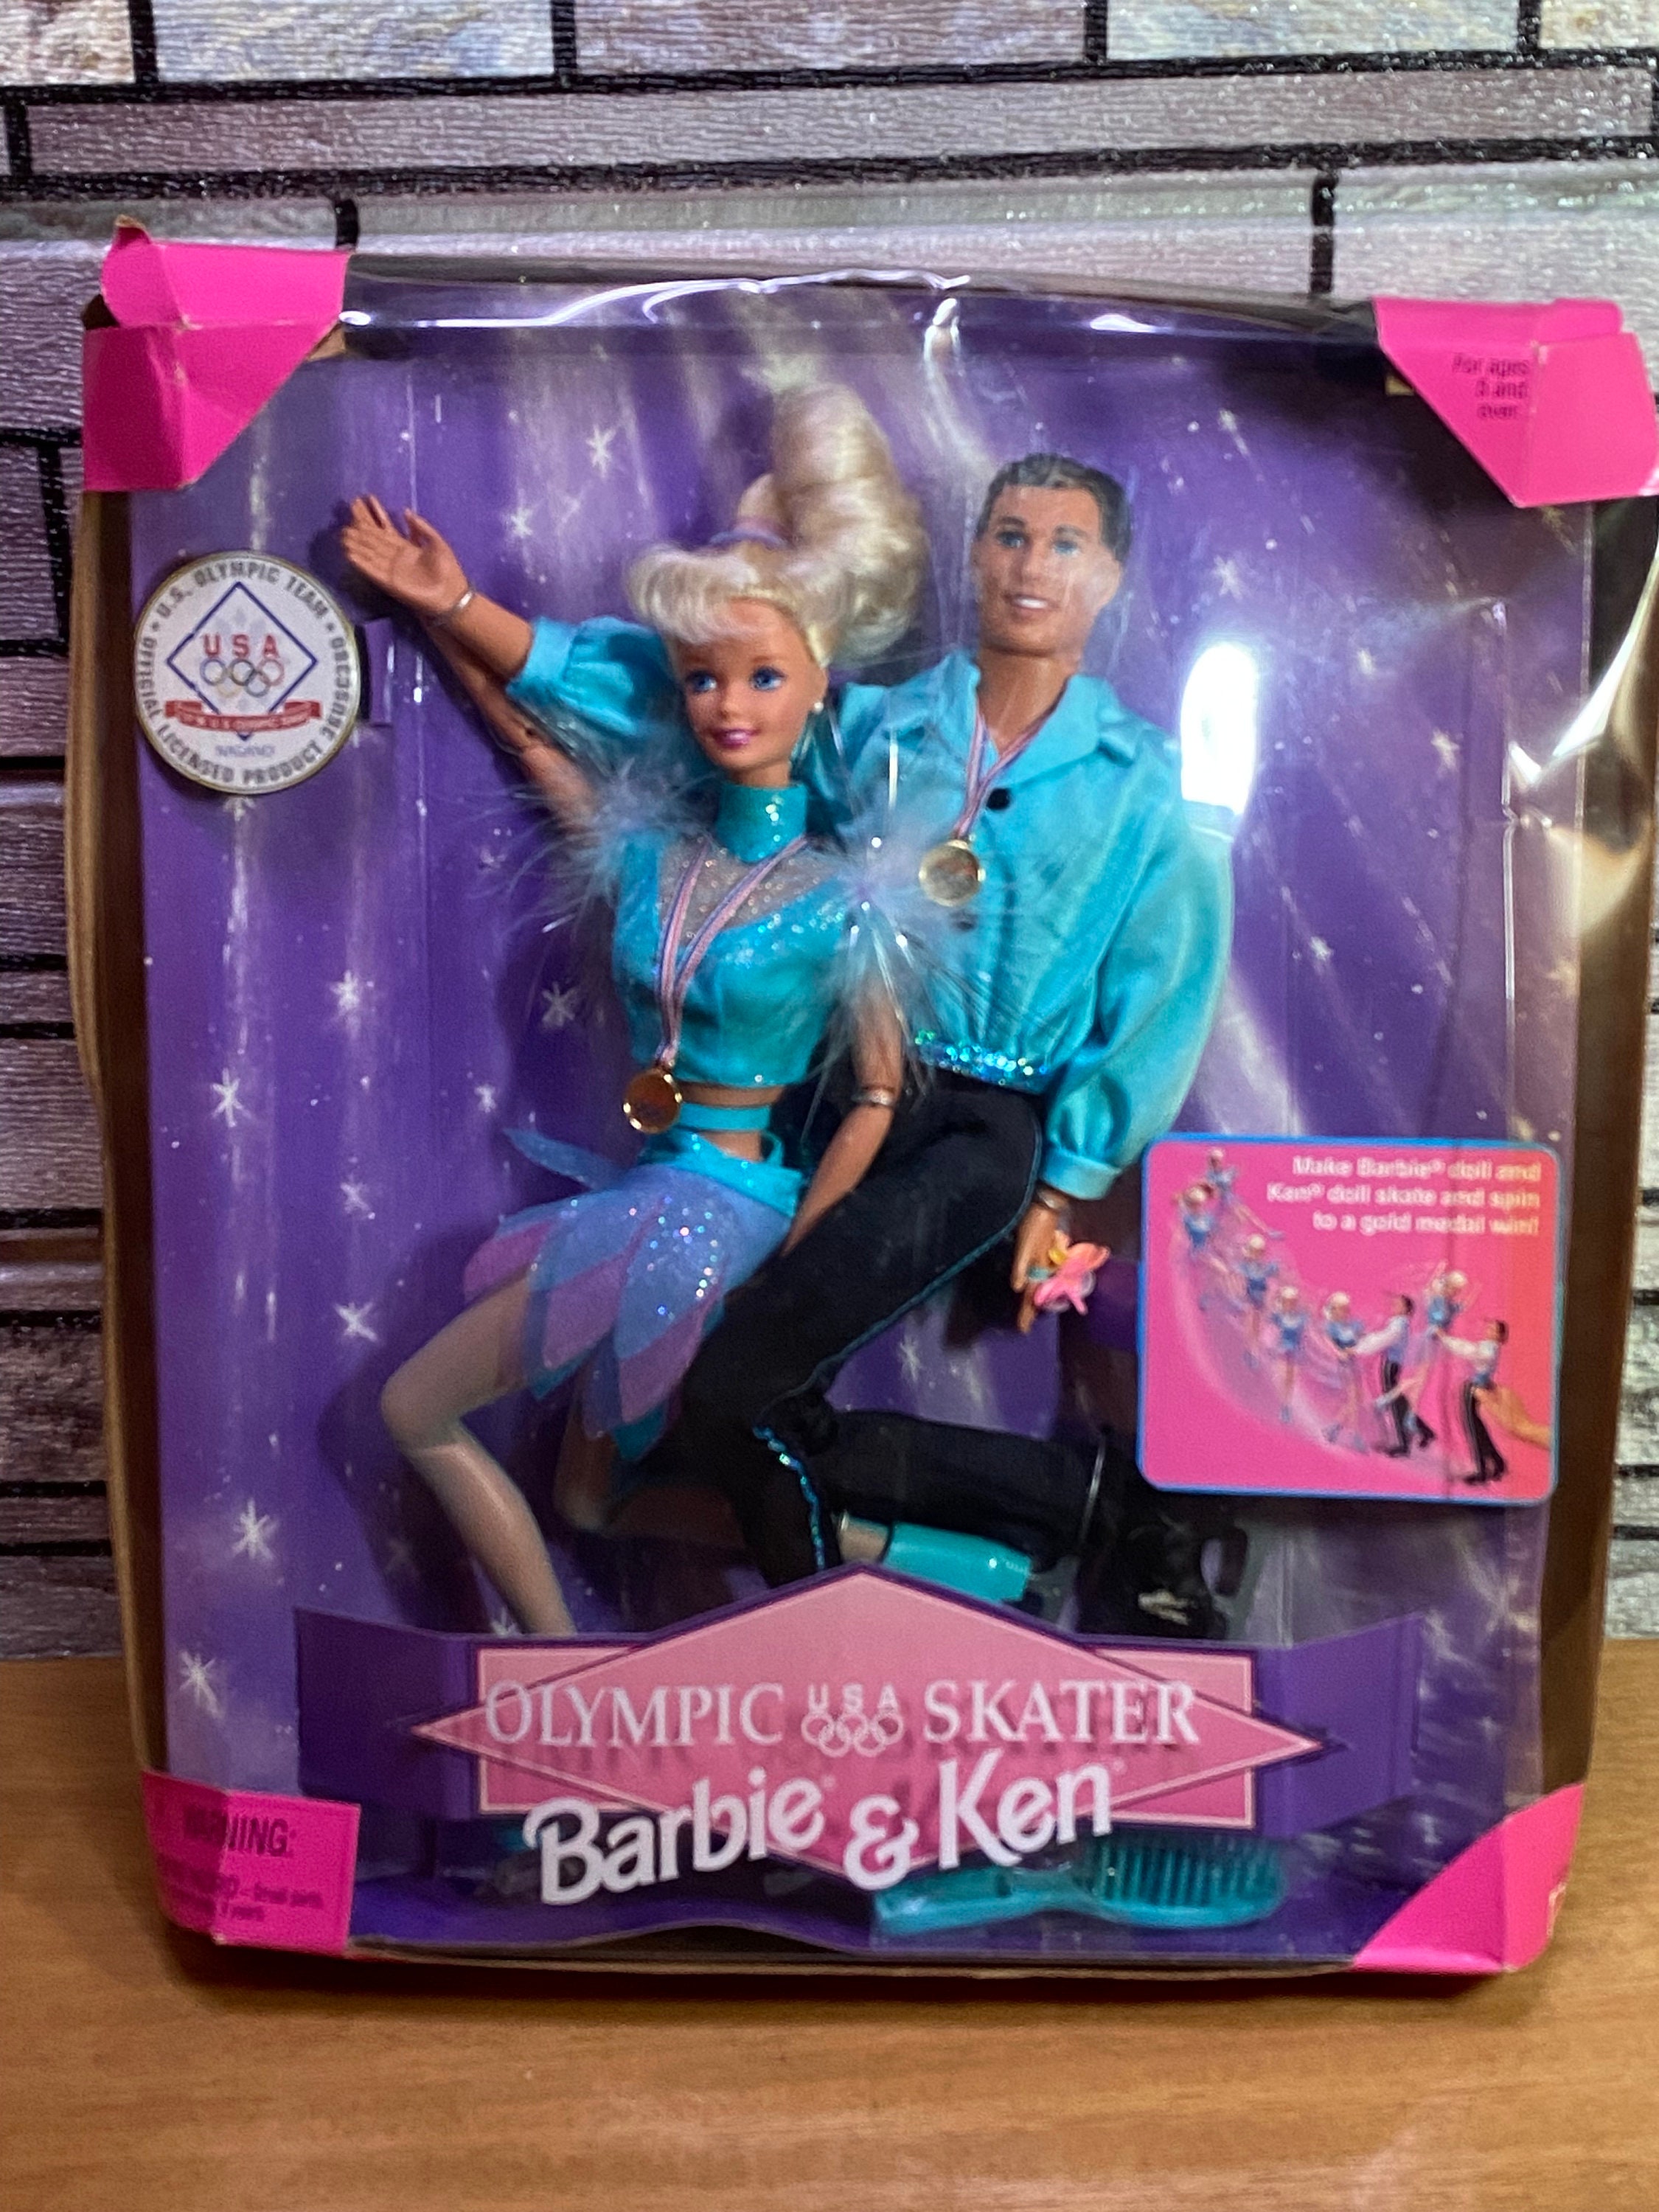 For ages
3 and
over.
• U.S. OLYMPIC TEAM •
OFFICIAL LICENSED PRODUCT 36USC380
USA
NAGANO
Make Barbie® doll and
Ken® doll skate and spin
to a gold medal win!
OLYMPIC USA SKATER
Barbie® & Ken®
WARNING: